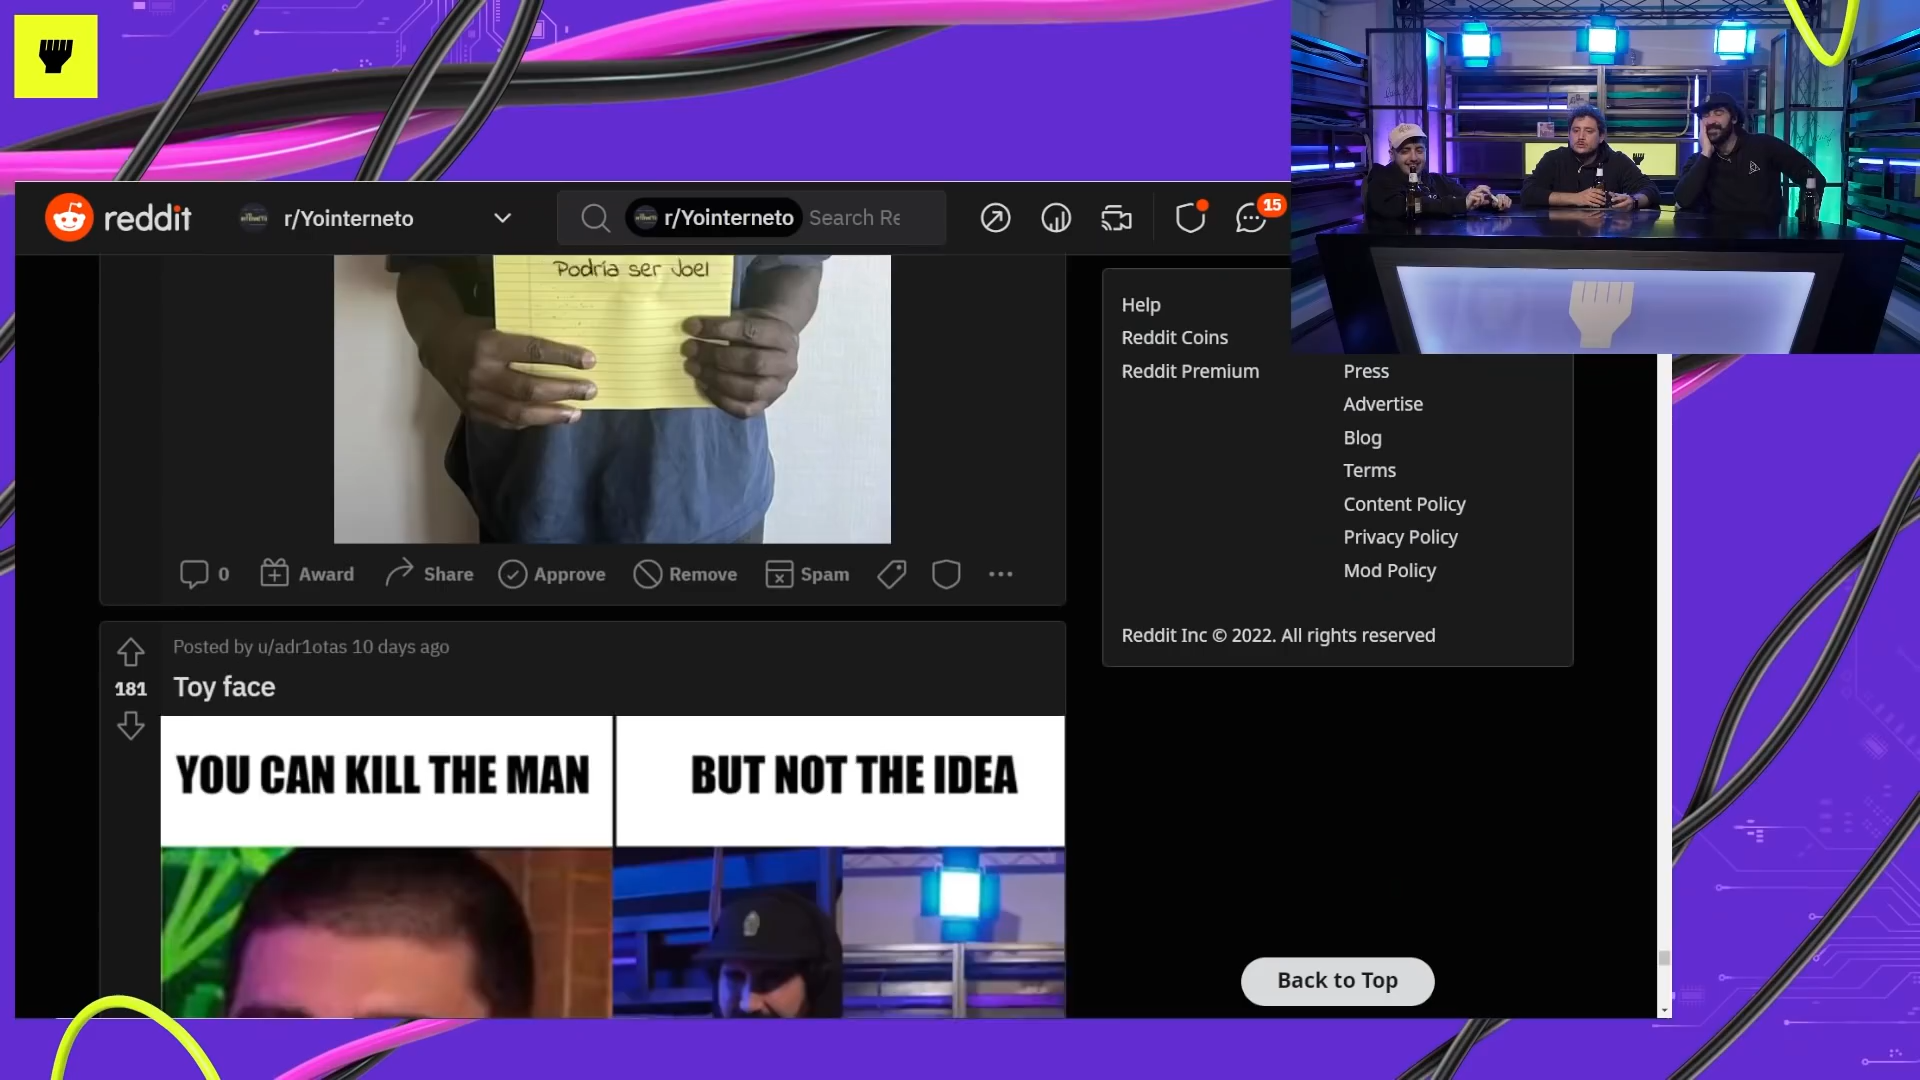 reddit
r/Yointerneto
r/Yointerneto
Search Re
15
Podría ser Joel
0
Award
Share
Approve
Remove
Spam
Help
Reddit Coins
Reddit Premium
Press
Advertise
Blog
Terms
Content Policy
Privacy Policy
Mod Policy
Reddit Inc © 2022. All rights reserved
Posted by u/adr1otas 10 days ago
181
Toy face
YOU CAN KILL THE MAN
BUT NOT THE IDEA
Back to Top